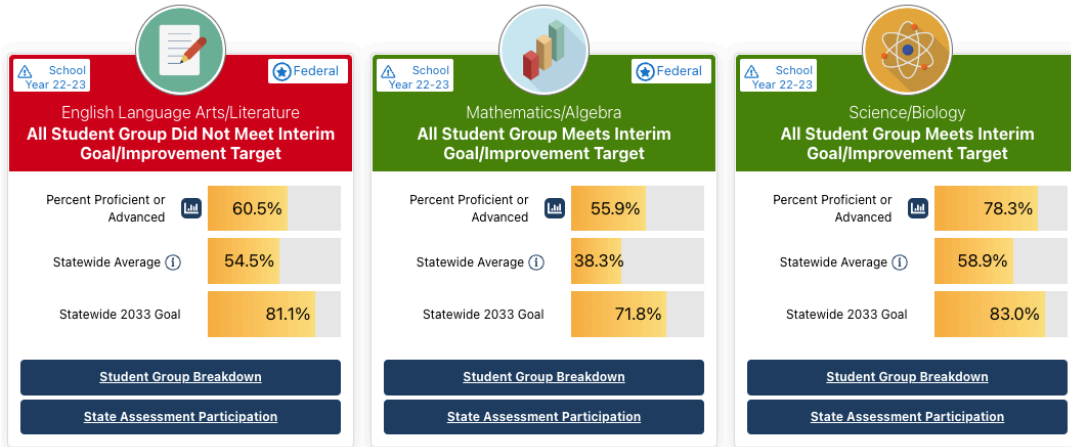 School
Year 22-23
Federal
English Language Arts/Literature
All Student Group Did Not Meet Interim
Goal/Improvement Target
Percent Proficient or
Advanced
60.5%
Statewide Average
54.5%
Statewide 2033 Goal
81.1%
Student Group Breakdown
State Assessment Participation
School
Year 22-23
Federal
Mathematics/Algebra
All Student Group Meets Interim
Goal/Improvement Target
Percent Proficient or
Advanced
55.9%
Statewide Average
38.3%
Statewide 2033 Goal
71.8%
Student Group Breakdown
State Assessment Participation
School
Year 22-23
Science/Biology
All Student Group Meets Interim
Goal/Improvement Target
Percent Proficient or
Advanced
78.3%
Statewide Average
58.9%
Statewide 2033 Goal
83.0%
Student Group Breakdown
State Assessment Participation